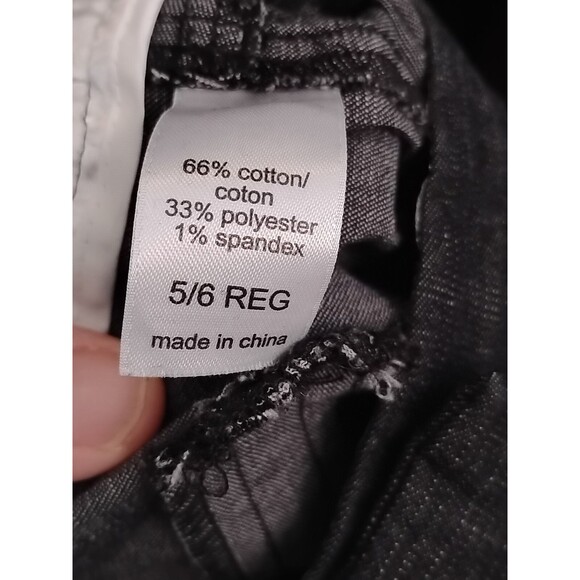 66% cotton/
coton
33% polyester
1% spandex
5/6 REG
made in china